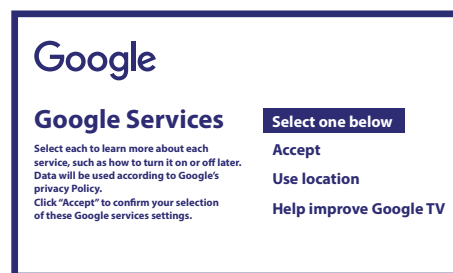 Google
Google Services
Select each to learn more about each
service, such as how to turn it on or off later.
Data will be used according to Google's
privacy Policy.
Click “Accept” to confirm your selection
of these Google services settings.
Select one below
Accept
Use location
Help improve Google TV